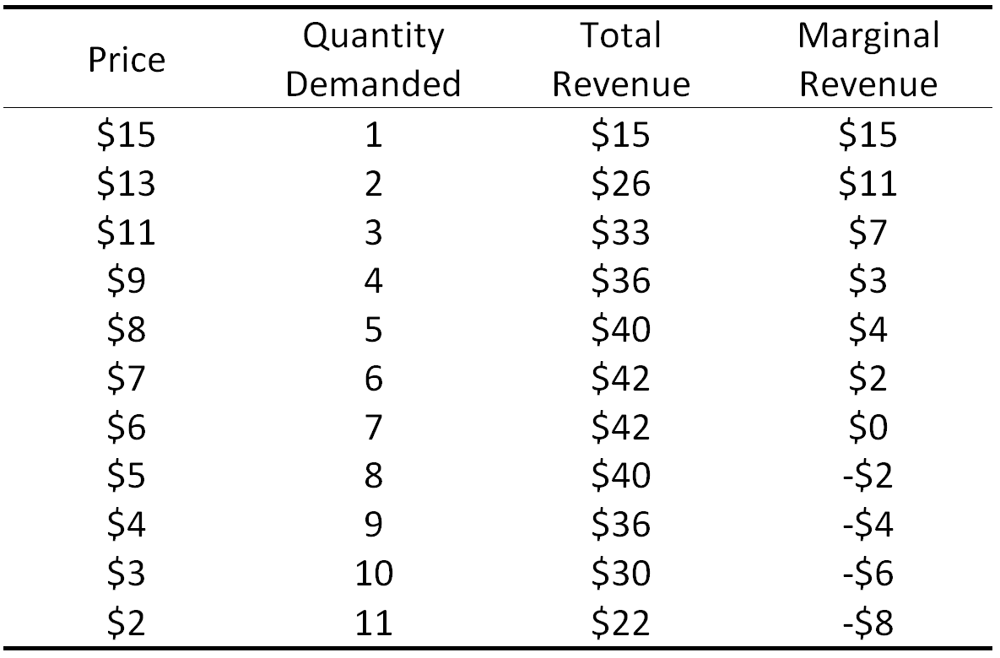 Price Quantity Demanded Total Revenue Marginal Revenue
$15 1 $15 $15
$13 2 $26 $11
$11 3 $33 $7
$9 4 $36 $3
$8 5 $40 $4
$7 6 $42 $2
$6 7 $42 $0
$5 8 $40 -$2
$4 9 $36 -$4
$3 10 $30 -$6
$2 11 $22 -$8